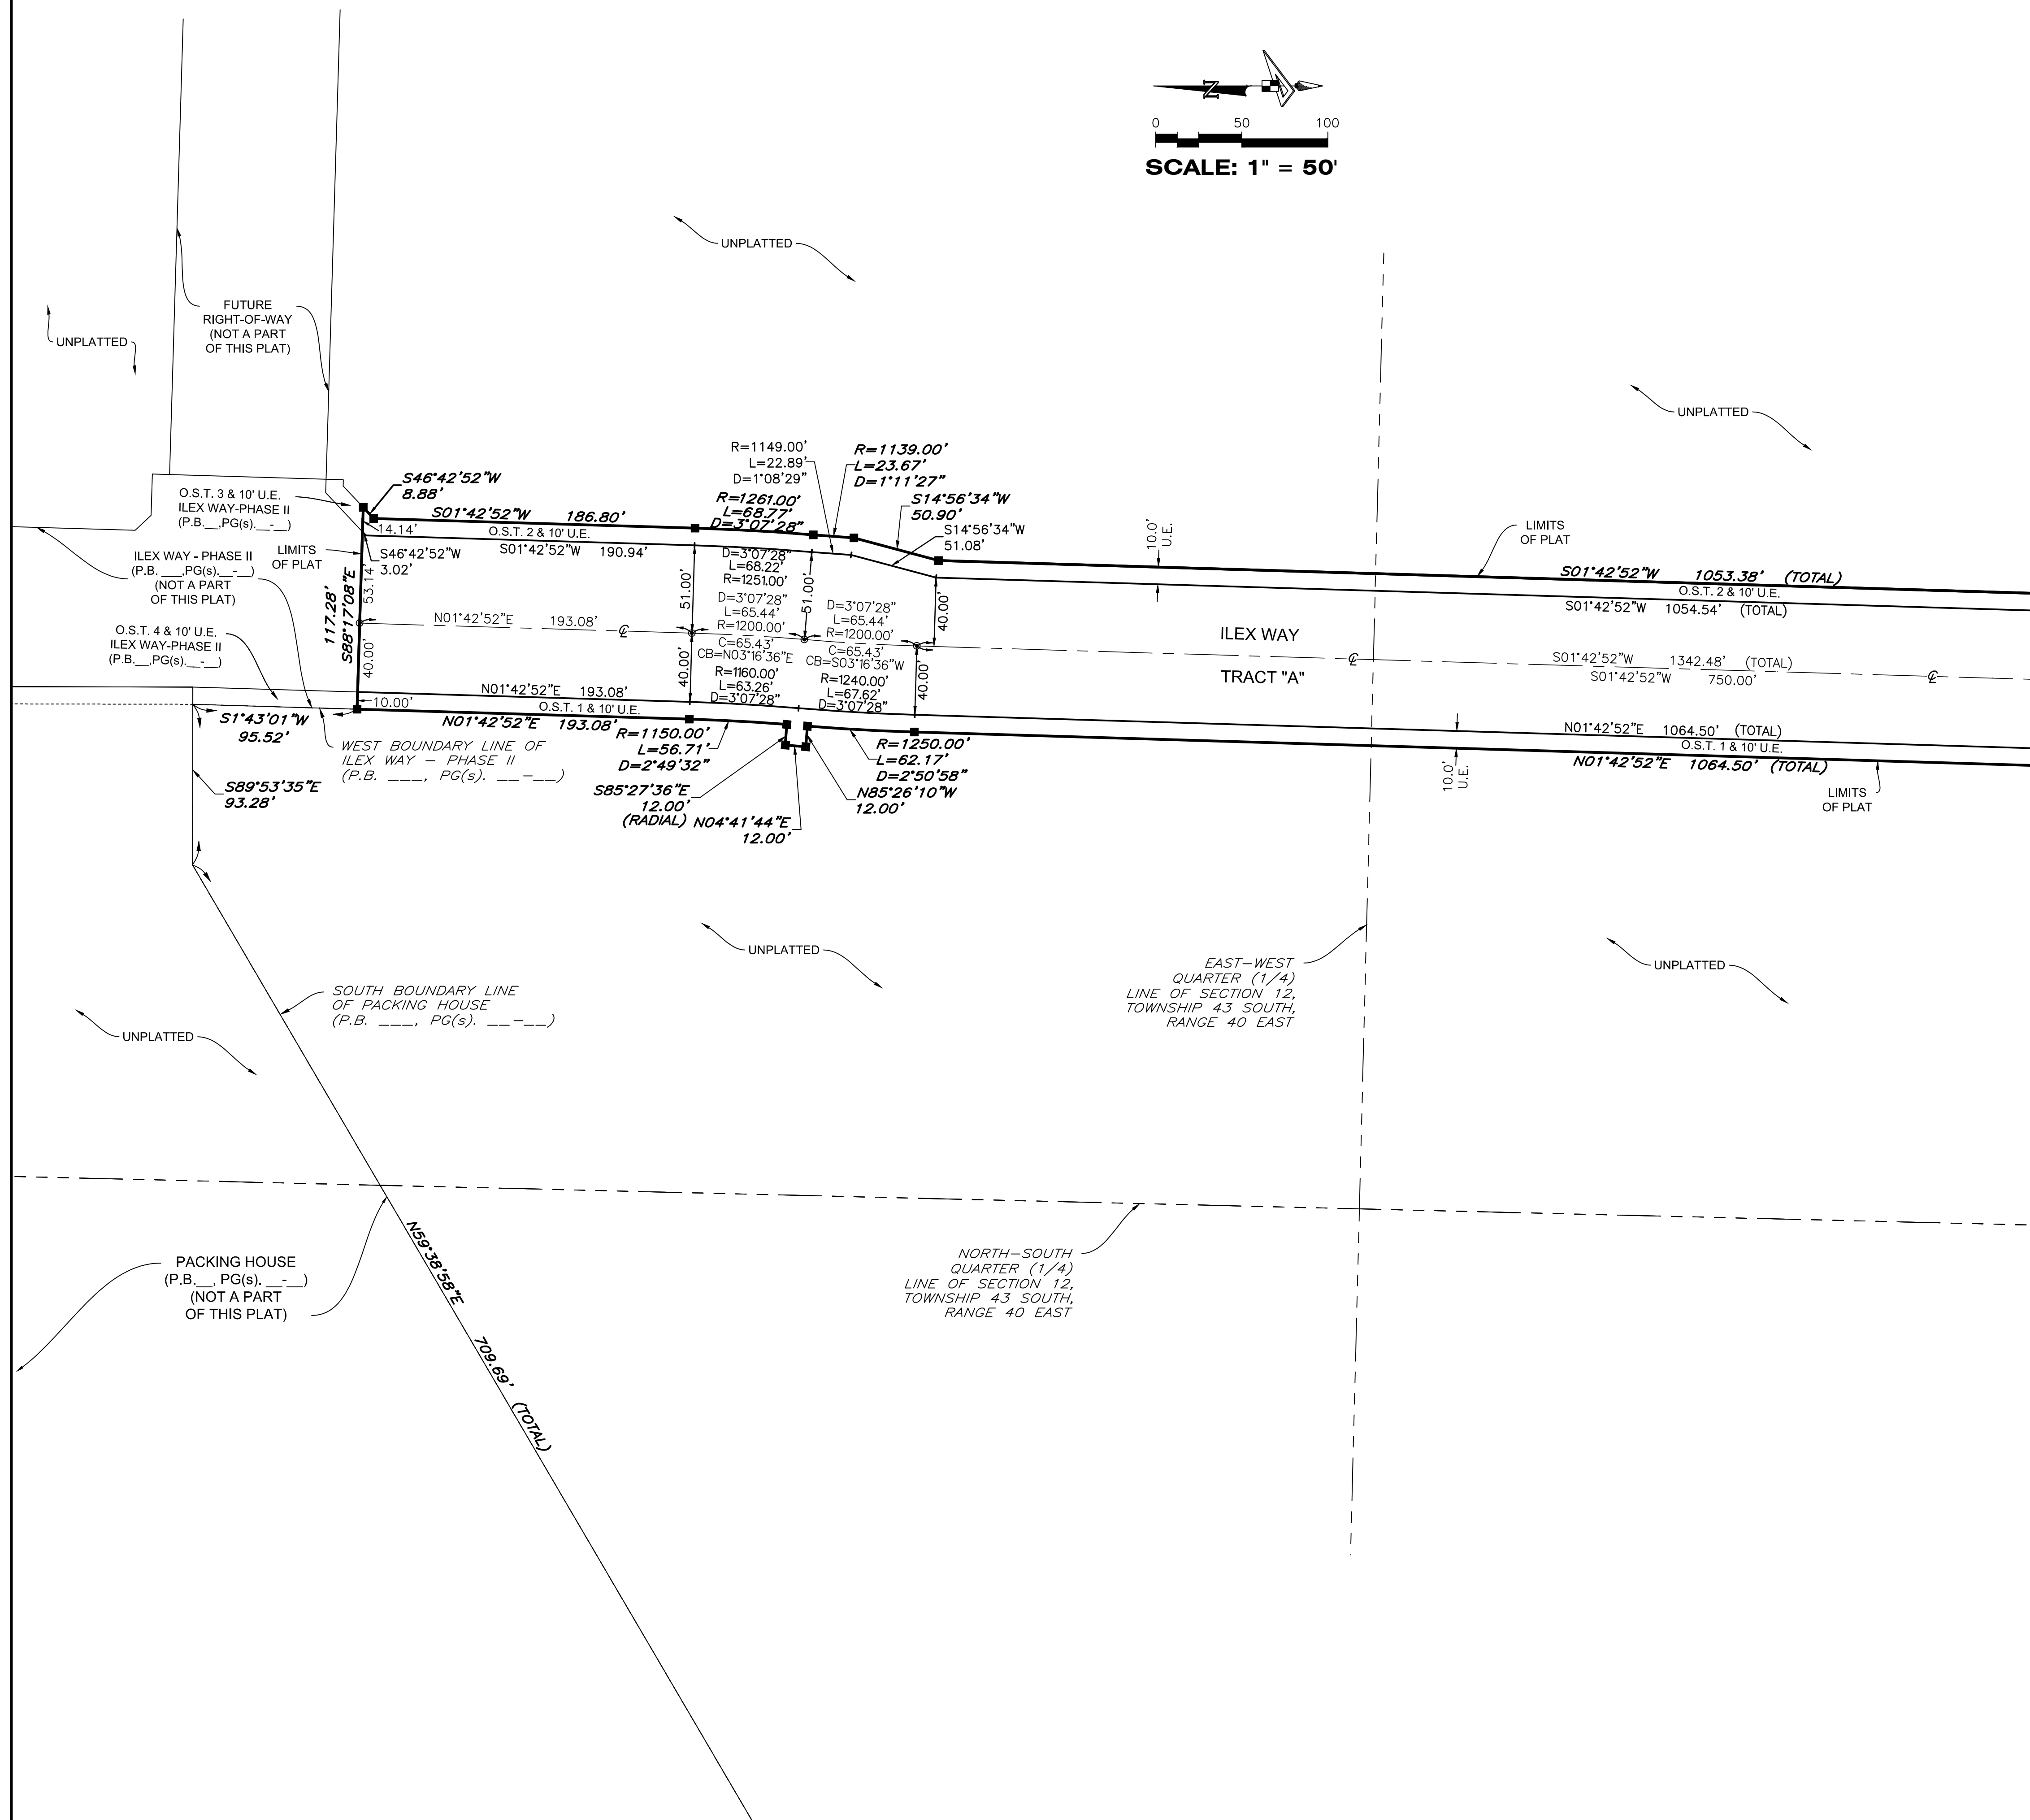 N
0 50 100
SCALE: 1" = 50'
UNPLATTED
FUTURE
RIGHT-OF-WAY
(NOT A PART
OF THIS PLAT)
UNPLATTED
UNPLATTED
R=1149.00'
L=22.89'
D=1°08'29"
R=1139.00'
L=23.67'
D=1°11'27"
S46°42'52"W
8.88'
R=1261.00'
L=68.77'
D=3°07'28"
S14°56'34"W
50.90'
O.S.T. 3 & 10' U.E.
ILEX WAY-PHASE II
(P.B.__,PG(s).__-__)
S01°42'52"W 186.80'
14.14'
O.S.T. 2 & 10' U.E.
S14°56'34"W
51.08'
10.0'
U.E.
LIMITS
OF PLAT
ILEX WAY - PHASE II
(P.B. ___,PG(s).__-__)
(NOT A PART
OF THIS PLAT)
LIMITS
OF PLAT
S46°42'52"W
3.02'
S01°42'52"W 190.94'
D=3°07'28"
L=68.22'
R=1251.00'
S01°42'52"W 1053.38' (TOTAL)
O.S.T. 2 & 10' U.E.
S01°42'52"W 1054.54' (TOTAL)
117.28'
S88°17'08"E
53.14'
40.00'
51.00'
51.00'
40.00'
D=3°07'28"
L=65.44'
R=1200.00'
C=65.43'
CB=N03°16'36"E
D=3°07'28"
L=65.44'
R=1200.00'
C=65.43'
CB=S03°16'36"W
N01°42'52"E 193.08' ℄
O.S.T. 4 & 10' U.E.
ILEX WAY-PHASE II
(P.B.__,PG(s).__-__)
ILEX WAY
TRACT "A"
℄
S01°42'52"W 1342.48' (TOTAL)
S01°42'52"W 750.00'
℄
40.00'
40.00'
R=1160.00'
L=63.26'
D=3°07'28"
R=1240.00'
L=67.62'
D=3°07'28"
N01°42'52"E 193.08'
10.00'
O.S.T. 1 & 10' U.E.
N01°42'52"E 193.08'
S1°43'01"W
95.52'
WEST BOUNDARY LINE OF
ILEX WAY – PHASE II
(P.B. ___, PG(s). __–__)
R=1150.00'
L=56.71'
D=2°49'32"
R=1250.00'
L=62.17'
D=2°50'58"
N01°42'52"E 1064.50' (TOTAL)
O.S.T. 1 & 10' U.E.
N01°42'52"E 1064.50' (TOTAL)
10.0'
U.E.
LIMITS
OF PLAT
S89°53'35"E
93.28'
S85°27'36"E
12.00'
(RADIAL)
N04°41'44"E
12.00'
N85°26'10"W
12.00'
UNPLATTED
UNPLATTED
EAST–WEST
QUARTER (1/4)
LINE OF SECTION 12,
TOWNSHIP 43 SOUTH,
RANGE 40 EAST
SOUTH BOUNDARY LINE
OF PACKING HOUSE
(P.B. ___, PG(s). __–__)
UNPLATTED
PACKING HOUSE
(P.B.__, PG(s). __-__)
(NOT A PART
OF THIS PLAT)
N59°38'58"E 709.69' (TOTAL)
NORTH–SOUTH
QUARTER (1/4)
LINE OF SECTION 12,
TOWNSHIP 43 SOUTH,
RANGE 40 EAST